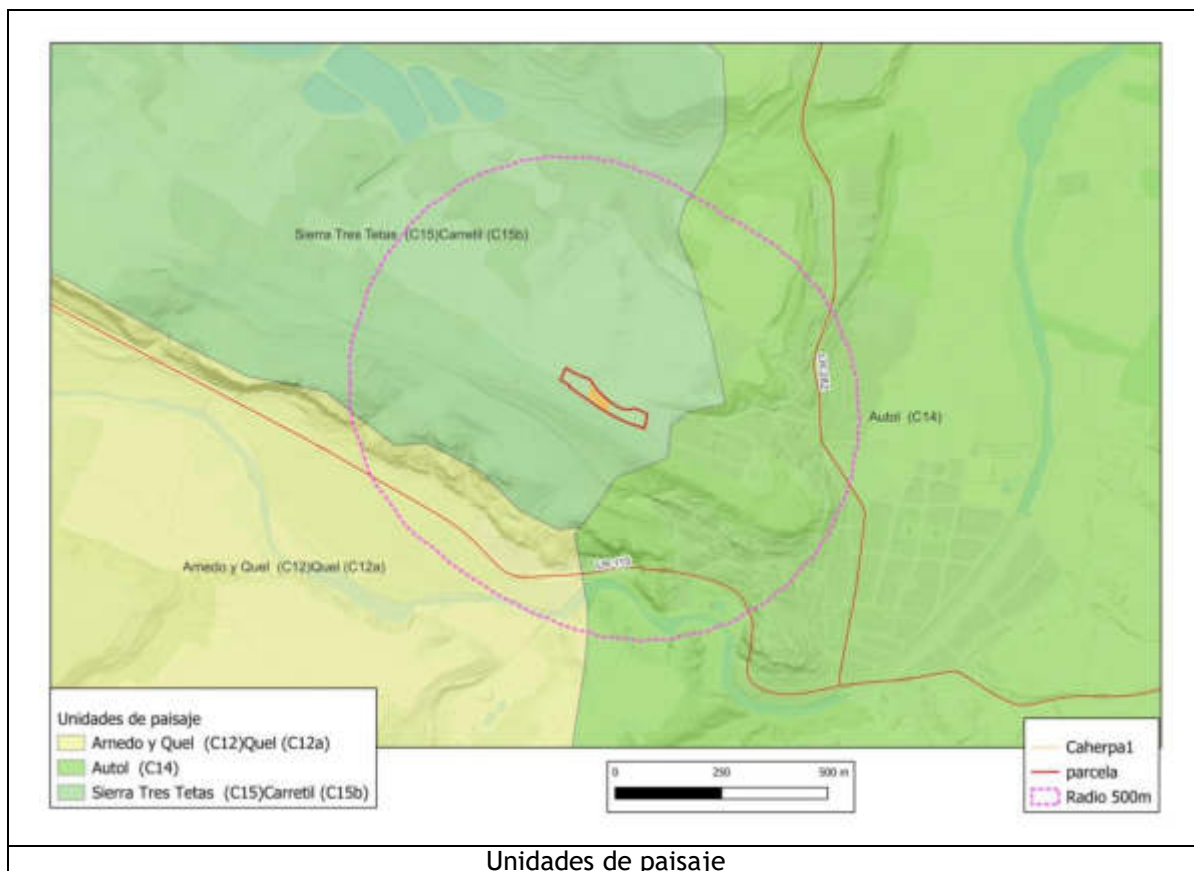 Sierra Tres Tetas (C15)Carretil (C15b)
LR-282
Autol (C14)
LR-115
Arnedo y Quel (C12)Quel (C12a)
Unidades de paisaje
Arnedo y Quel (C12)Quel (C12a)
Autol (C14)
Sierra Tres Tetas (C15)Carretil (C15b)
0 250 500 m
Caherpa1
parcela
Radio 500m
Unidades de paisaje